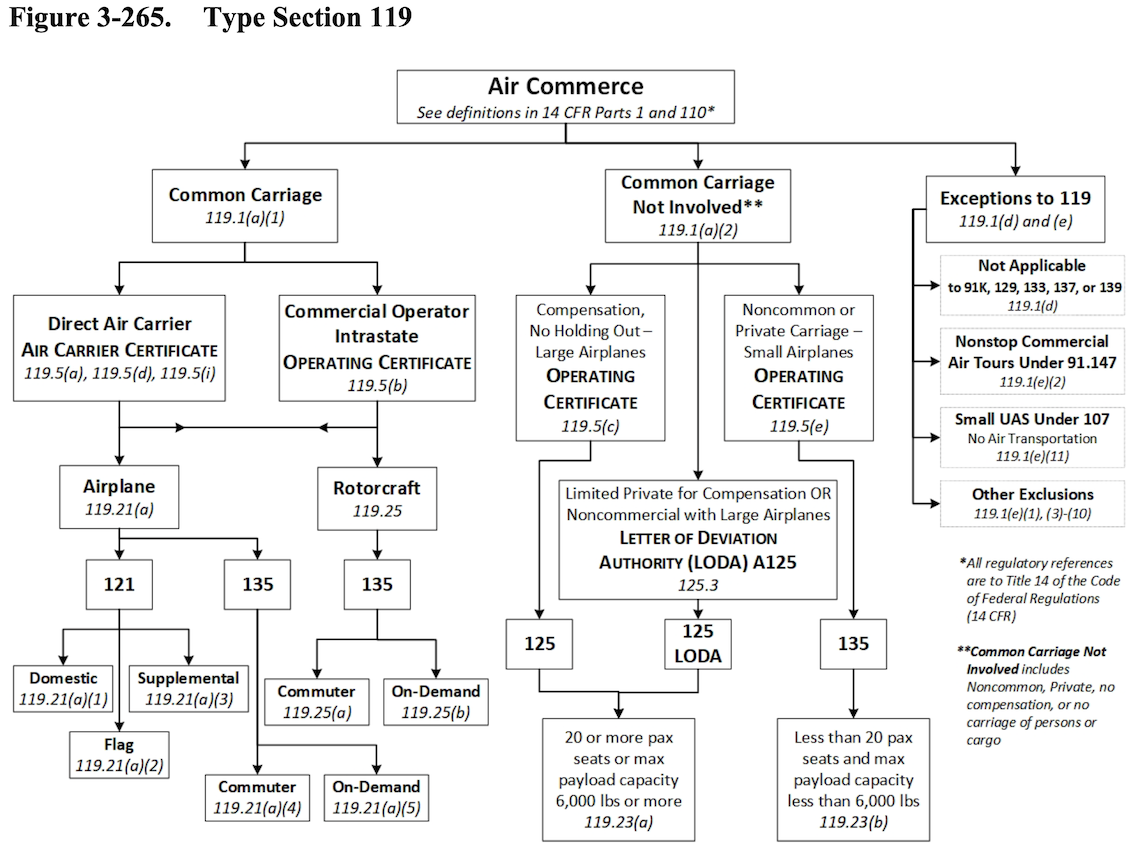 Figure 3-265. Type Section 119
Air Commerce
See definitions in 14 CFR Parts 1 and 110*
Common Carriage
119.1(a)(1)
Common Carriage
Not Involved**
119.1(a)(2)
Exceptions to 119
119.1(d) and (e)
Not Applicable
to 91K, 129, 133, 137, or 139
119.1(d)
Nonstop Commercial
Air Tours Under 91.147
119.1(e)(2)
Small UAS Under 107
No Air Transportation
119.1(e)(11)
Other Exclusions
119.1(e)(1), (3)-(10)
Direct Air Carrier
AIR CARRIER CERTIFICATE
119.5(a), 119.5(d), 119.5(i)
Commercial Operator
Intrastate
OPERATING CERTIFICATE
119.5(b)
Compensation,
No Holding Out –
Large Airplanes
OPERATING
CERTIFICATE
119.5(c)
Noncommon or
Private Carriage –
Small Airplanes
OPERATING
CERTIFICATE
119.5(e)
Airplane
119.21(a)
Rotorcraft
119.25
Limited Private for Compensation OR
Noncommercial with Large Airplanes
LETTER OF DEVIATION
AUTHORITY (LODA) A125
125.3
121
135
135
125
125
LODA
135
Domestic
119.21(a)(1)
Supplemental
119.21(a)(3)
Flag
119.21(a)(2)
Commuter
119.25(a)
On-Demand
119.25(b)
Commuter
119.21(a)(4)
On-Demand
119.21(a)(5)
20 or more pax
seats or max
payload capacity
6,000 lbs or more
119.23(a)
Less than 20 pax
seats and max
payload capacity
less than 6,000 lbs
119.23(b)
*All regulatory references
are to Title 14 of the Code
of Federal Regulations
(14 CFR)
**Common Carriage Not
Involved includes
Noncommon, Private, no
compensation, or no
carriage of persons or
cargo